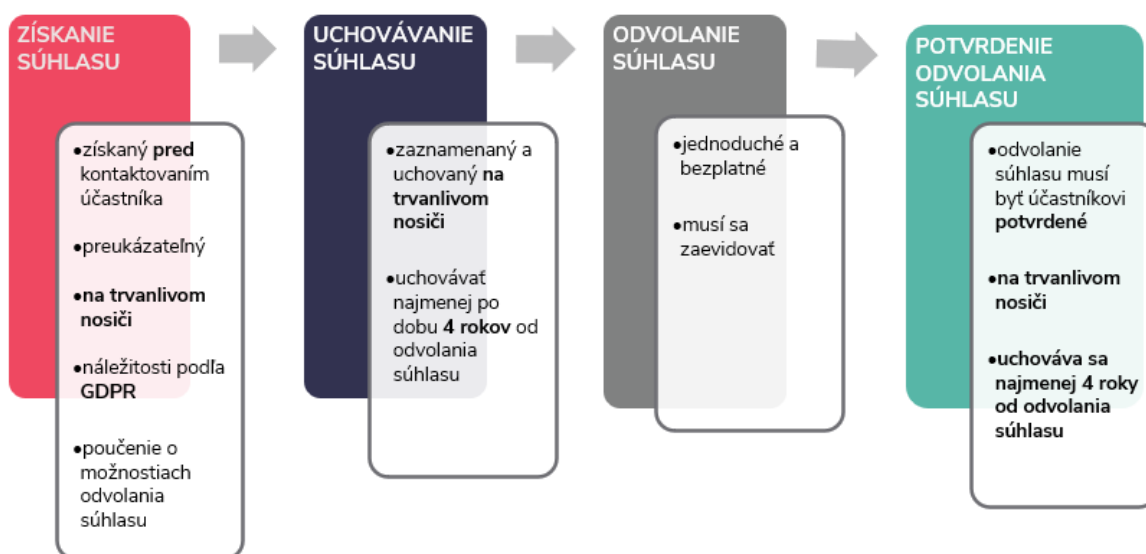 ZÍSKANIE
SÚHLASU
•získaný pred
kontaktovaním
účastníka
•preukázateľný
•na trvanlivom
nosiči
•náležitosti podľa
GDPR
•poučenie o
možnostiach
odvolania
súhlasu
UCHOVÁVANIE
SÚHLASU
•zaznamenaný a
uchovaný na
trvanlivom
nosiči
•uchovávať
najmenej po
dobu 4 rokov od
odvolania
súhlasu
ODVOLANIE
SÚHLASU
•jednoduché a
bezplatné
•musí sa
zaevidovať
POTVRDENIE
ODVOLANIA
SÚHLASU
•odvolanie
súhlasu musí
byť účastníkovi
potvrdené
•na trvanlivom
nosiči
•uchováva sa
najmenej 4 roky
od odvolania
súhlasu